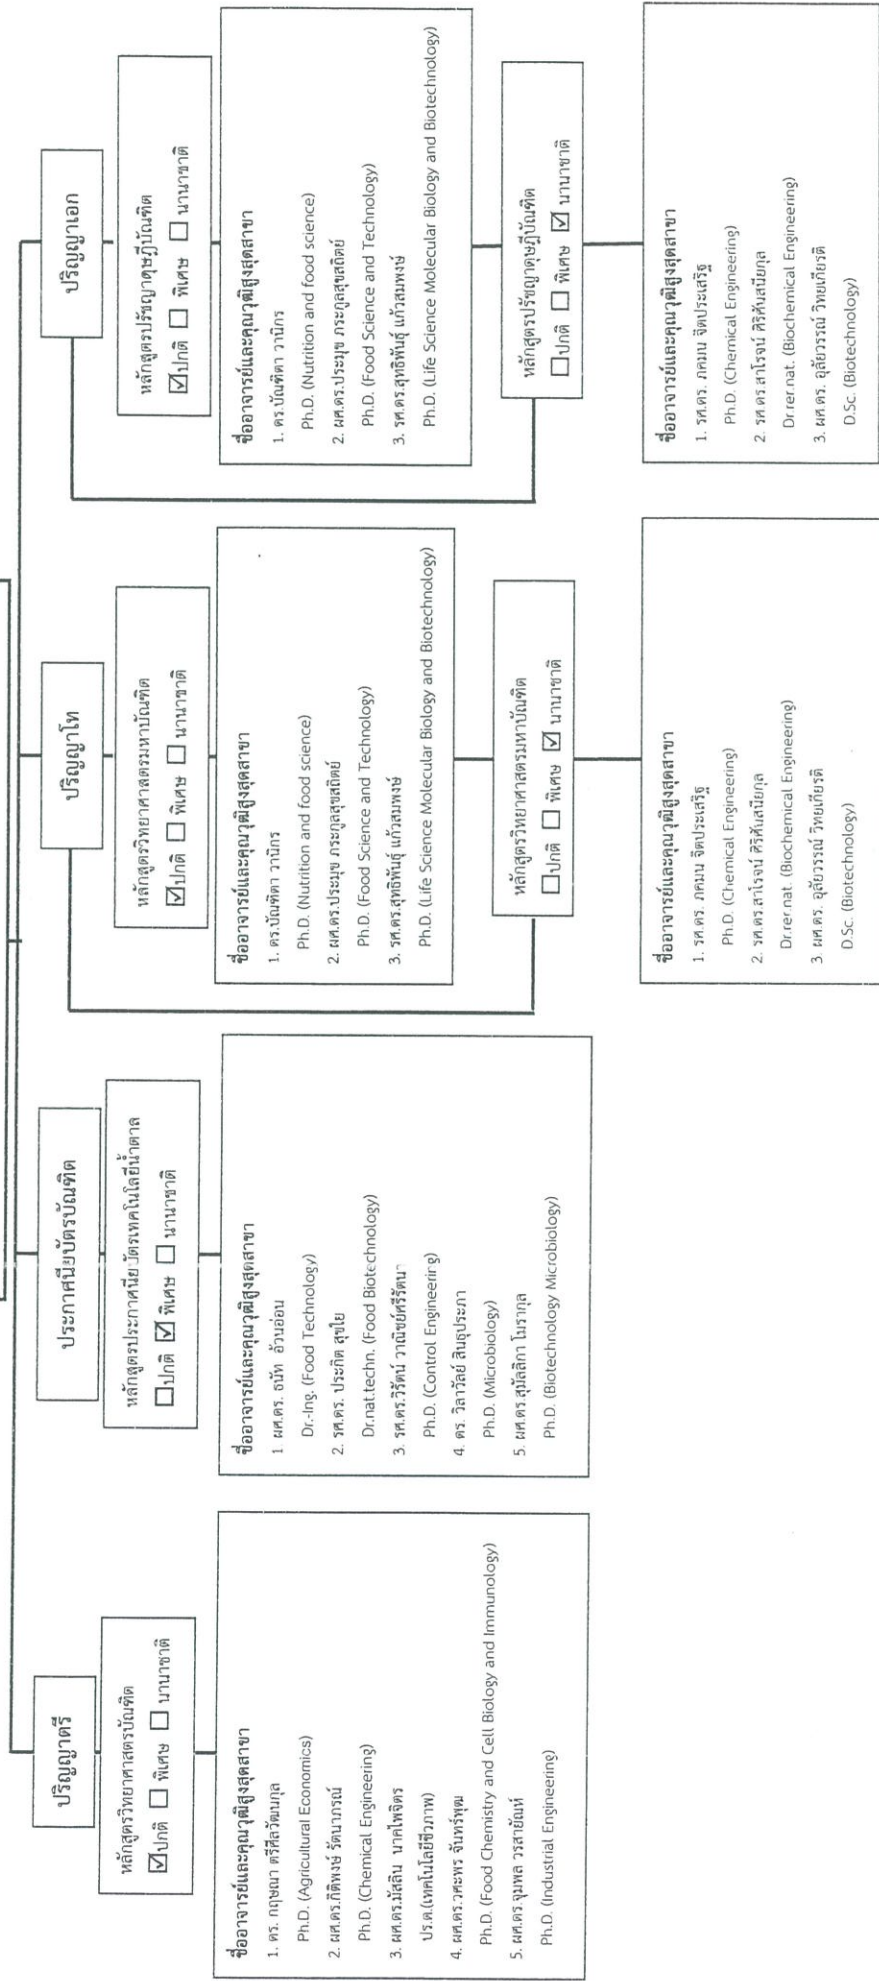 ปริญญาตรี
หลักสูตรวิทยาศาสตรบัณฑิต
☑ปกติ ☐ พิเศษ ☐ นานาชาติ
ชื ่ออาจารย์และคุณวุฒิสูงสุดสาขา
1. ดร. กฤษณา ตรีศีลวัฒนกุล
Ph.D. (Agricultural Economics)
2. ผศ.ดร.กิติพงษ์ รัตนาภรณ์
Ph.D. (Chemical Engineering)
3. ผศ.ดร.มัสลิน นาคไพจิตร
ปร.ด.(เทคโนโลยีชีวภาพ)
4. ผศ.ดร.วศะพร จันทร์พุฒ
Ph.D. (Food Chemistry and Cell Biology and Immunology)
5. ผศ.ดร.จุมพล วรสายัณห์
Ph.D. (Industrial Engineering)
ประกาศนียบัตรบัณฑิต
หลักสูตรประกาศนียบัตรเทคโนโลยีน้ำตาล
☐ปกติ ☑ พิเศษ ☐ นานาชาติ
ชื่ออาจารย์และคุณวุฒิสูงสุดสาขา
1 ผศ.ดร. ธนัท อ้วนอ่อน
Dr.-Ing. (Food Technology)
2. รศ.ดร. ประกิต สุขใย
Dr.nat.techn. (Food Biotechnology)
3. รศ.ดร.วิรัตน์ วาณิชย์ศรีรัตนา
Ph.D. (Control Engineering)
4. ดร. วิลาวัลย์ สินธุประภา
Ph.D. (Microbiology)
5. ผศ.ดร.สุมัลลิกา โมรากุล
Ph.D. (Biotechnology Microbiology)
ปริญญาโท
หลักสูตรวิทยาศาสตรมหาบัณฑิต
☑ปกติ ☐ พิเศษ ☐ นานาชาติ
ชื่ออาจารย์และคุณวุฒิสูงสุดสาขา
1. ดร.บัณฑิตา วานิกร
Ph.D. (Nutrition and food science)
2. ผศ.ดร.ประมุข ภระกูลสุขสถิตย์
Ph.D. (Food Science and Technology)
3. รศ.ดร.สุทธิพันธุ์ แก้วสมพงษ์
Ph.D. (Life Science Molecular Biology and Biotechnology)
หลักสูตรวิทยาศาสตรมหาบัณฑิต
☐ปกติ ☐ พิเศษ ☑ นานาชาติ
ชื่ออาจารย์และคุณวุฒิสูงสุดสาขา
1. รศ.ดร. ภคมน จิตประเสริฐ
Ph.D. (Chemical Engineering)
2. รศ.ดร.สาโรจน์ ศิริศันสนียกุล
Dr.rer.nat. (Biochemical Engineering)
3 ผศ.ดร. อุลัยวรรณ์ วิทยเกียรติ
D.Sc. (Biotechnology)
ปริญญาเอก
หลักสูตรปรัชญาดุษฎีบัณฑิต
☑ปกติ ☐ พิเศษ ☐ นานาชาติ
ชื่ออาจารย์และคุณวุฒิสูงสุดสาขา
1. ดร.บัณฑิตา วานิกร
Ph.D. (Nutrition and food science)
2. ผศ.ดร.ประมุข ภระกูลสุขสถิตย์
Ph.D. (Food Science and Technology)
3. รศ.ดร.สุทธิพันธุ์ แก้วสมพงษ์
Ph.D. (Life Science Molecular Biology and Biotechnology)
หลักสูตรปรัชญาดุษฎีบัณฑิต
☐ปกติ ☐ พิเศษ ☑ นานาชาติ
ชื่ออาจารย์และคุณวุฒิสูงสุดสาขา
1. รศ.ดร. ภคมน จิตประเสริฐ
Ph.D. (Chemical Engineering)
2. รศ.ดร.สาโรจน์ ศิริศันสนียกุล
Dr.rer.nat. (Biochemical Engineering)
3. ผศ.ดร. อุลัยวรรณ์ วิทยเกียรติ
D.Sc. (Biotechnology)